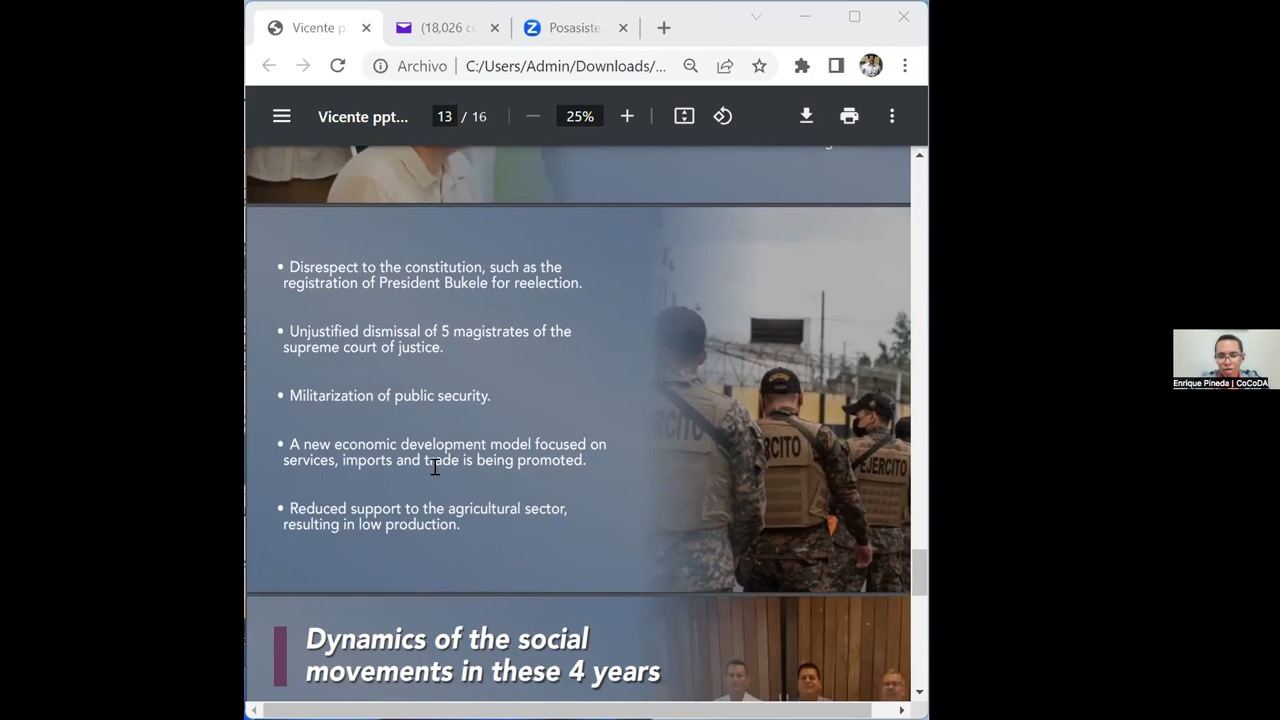 Vicente p
(18,026 c
Posasiste
Archivo
C:/Users/Admin/Downloads/...
Vicente ppt...
13 / 16
25%
• Disrespect to the constitution, such as the
registration of President Bukele for reelection.
• Unjustified dismissal of 5 magistrates of the
supreme court of justice.
• Militarization of public security.
• A new economic development model focused on
services, imports and trade is being promoted.
• Reduced support to the agricultural sector,
resulting in low production.
EJERCITO
Dynamics of the social
movements in these 4 years
Enrique Pineda | CoCoDA